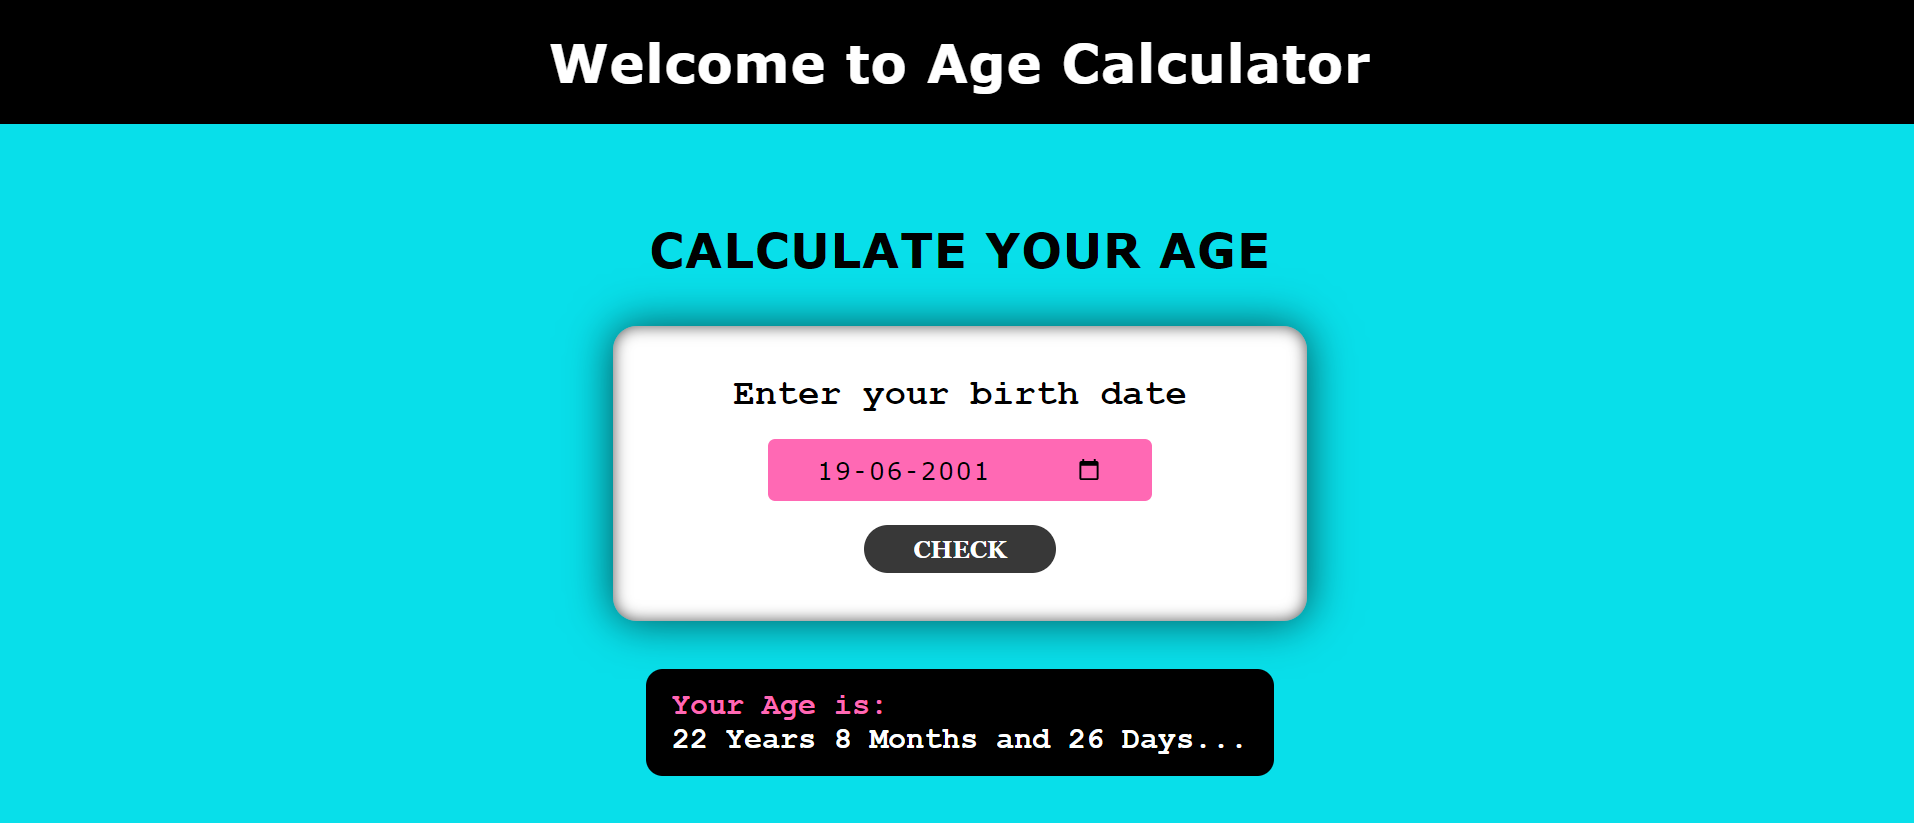 Welcome to Age Calculator
CALCULATE YOUR AGE
Enter your birth date
19-06-2001
CHECK
Your Age is:
22 Years 8 Months and 26 Days...